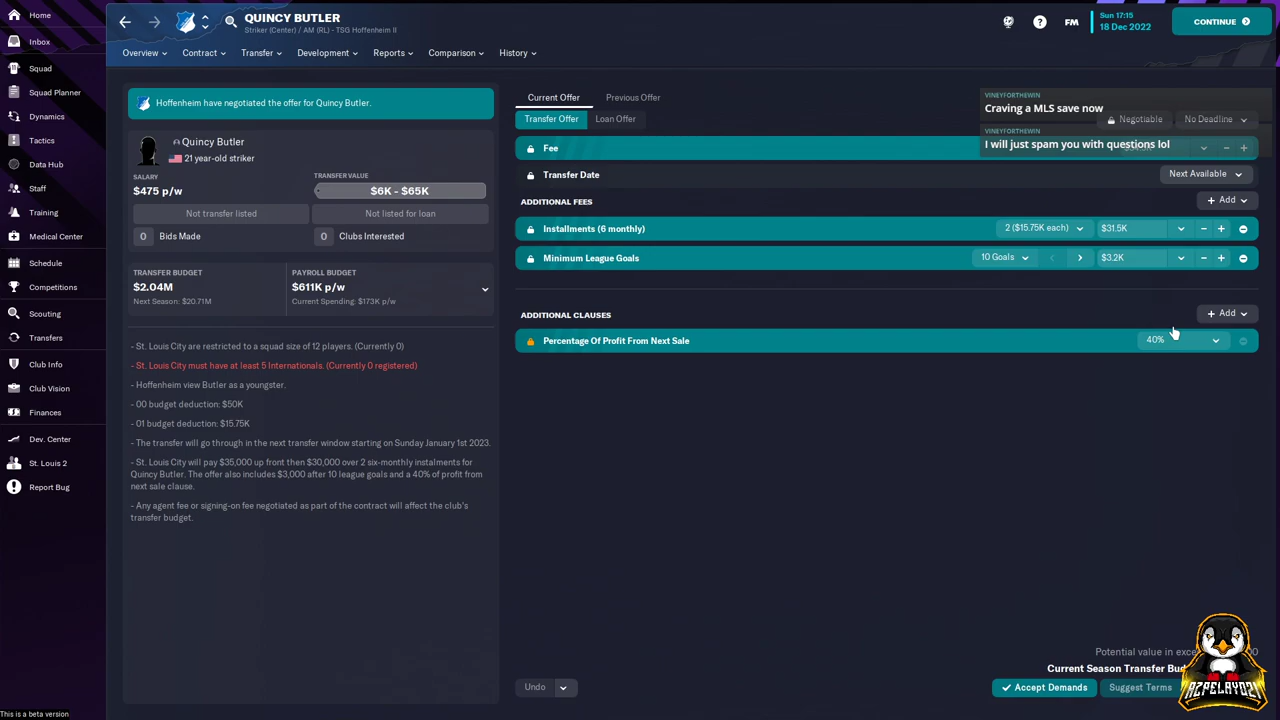 Home
Inbox
Squad
Squad Planner
Dynamics
Tactics
Data Hub
Staff
Training
Medical Center
Schedule
Competitions
Scouting
Transfers
Club Info
Club Vision
Finances
Dev. Center
St. Louis 2
Report Bug
This is a beta version
QUINCY BUTLER
Striker (Center) / AM (RL) - TSG Hoffenheim II
FM
Sun 17:15
18 Dec 2022
CONTINUE
Overview
Contract
Transfer
Development
Reports
Comparison
History
Hoffenheim have negotiated the offer for Quincy Butler.
Quincy Butler
21 year-old striker
SALARY
$475 p/w
TRANSFER VALUE
$6K - $65K
Not transfer listed
Not listed for loan
0 Bids Made
0 Clubs Interested
TRANSFER BUDGET
$2.04M
Next Season: $20.71M
PAYROLL BUDGET
$611K p/w
Current Spending: $173K p/w
- St. Louis City are restricted to a squad size of 12 players. (Currently 0)
- St. Louis City must have at least 5 Internationals. (Currently 0 registered)
- Hoffenheim view Butler as a youngster.
- 00 budget deduction: $50K
- 01 budget deduction: $15.75K
- The transfer will go through in the next transfer window starting on Sunday January 1st 2023.
- St. Louis City will pay $35,000 up front then $30,000 over 2 six-monthly instalments for
Quincy Butler. The offer also includes $3,000 after 10 league goals and a 40% of profit from
next sale clause.
- Any agent fee or signing-on fee negotiated as part of the contract will affect the club's
transfer budget.
Current Offer
Previous Offer
Transfer Offer
Loan Offer
VINEYFORTHEWIN
Craving a MLS save now
Negotiable
No Deadline
VINEYFORTHEWIN
I will just spam you with questions lol
Fee
Transfer Date
Next Available
ADDITIONAL FEES
+ Add
Installments (6 monthly)
2 ($15.75K each)
$31.5K
Minimum League Goals
10 Goals
$3.2K
ADDITIONAL CLAUSES
+ Add
Percentage Of Profit From Next Sale
40%
Potential value in
Current Season Transfer
Undo
Accept Demands
Suggest Terms
AZPELAYO21